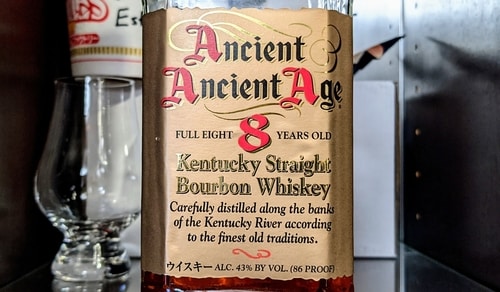 Ancient
Ancient Age
FULL EIGHT 8 YEARS OLD
Kentucky Straight
Bourbon Whiskey
Carefully distilled along the banks
of the Kentucky River according
to the finest old traditions.
ウイスキー ALC. 43% BY VOL. (86 PROOF)